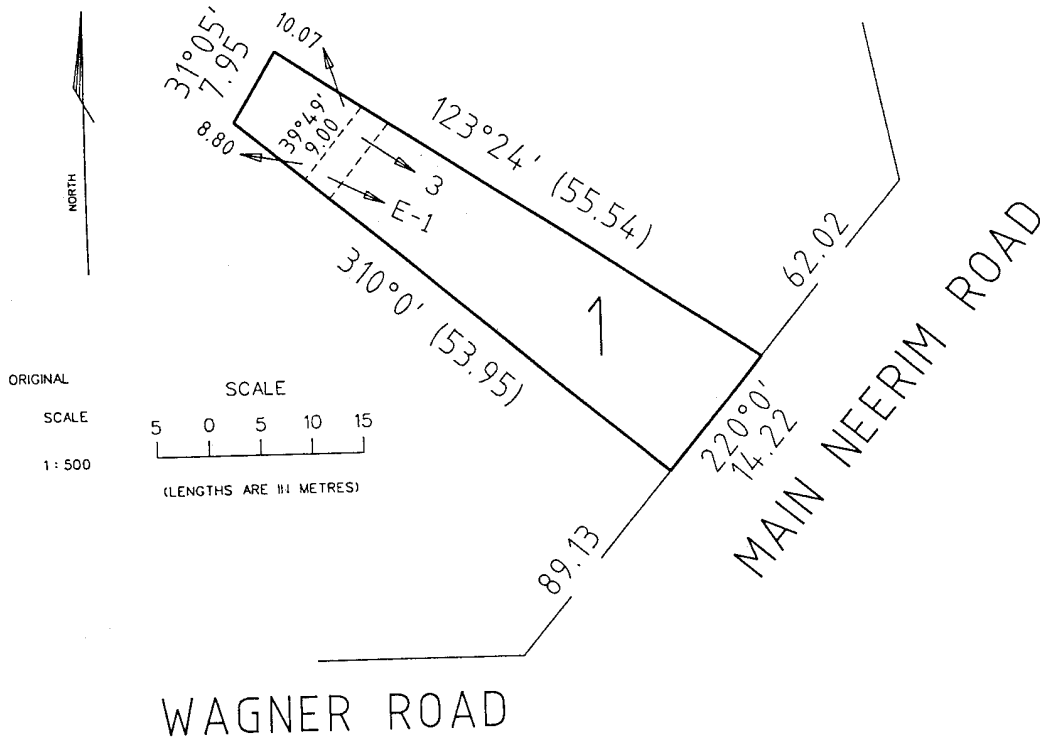 10.07
31°05'
7.95
8.80
39°49'
9.00
123°24' (55.54)
3
E-1
NORTH
310°0' (53.95)
1
62.02
220°0'
14.22
MAIN NEERIM ROAD
89.13
ORIGINAL
SCALE
1 : 500
SCALE
5 0 5 10 15
(LENGTHS ARE IN METRES)
WAGNER ROAD